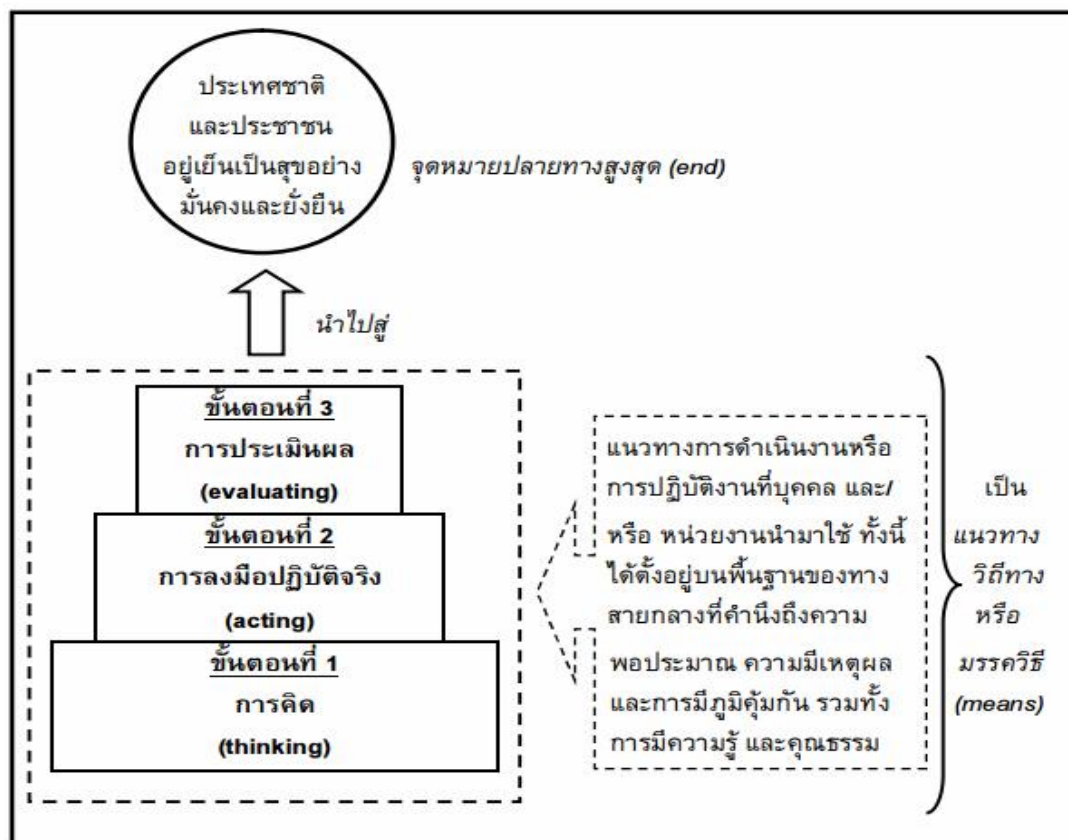 ประเทศชาติ
และประชาชน
อยู่เย็นเป็นสุขอย่าง
มั่นคงและยั่งยืน
จุดหมายปลายทางสูงสุด (end)
นำไปสู่
ขั้นตอนที่ 3
การประเมินผล
(evaluating)
ขั้นตอนที่ 2
การลงมือปฏิบัติจริง
(acting)
ขั้นตอนที่ 1
การคิด
(thinking)
แนวทางการดำเนินงานหรือ
การปฏิบัติงานที่บุคคล และ/
หรือ หน่วยงานนำมาใช้ ทั้งนี้
ได้ตั้งอยู่บนพื้นฐานของทาง
สายกลางที่คำนึงถึงความ
พอประมาณ ความมีเหตุผล
และการมีภูมิคุ้มกัน รวมทั้ง
การมีความรู้ และคุณธรรม
เป็น
แนวทาง
วิถีทาง
หรือ
มรรควิธี
(means)